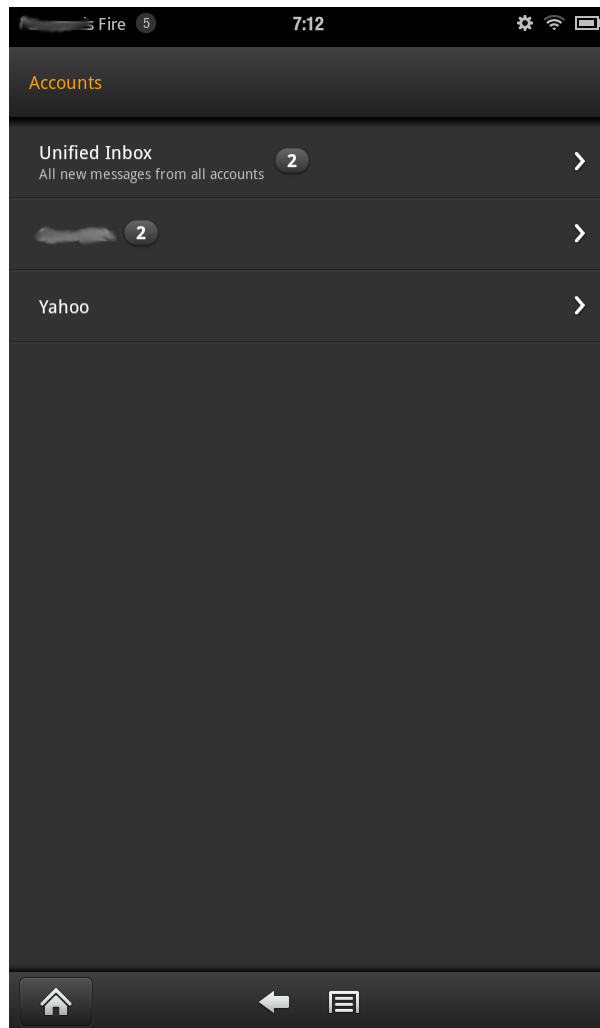 's Fire 5 7:12
Accounts
Unified Inbox 2
All new messages from all accounts
2
Yahoo